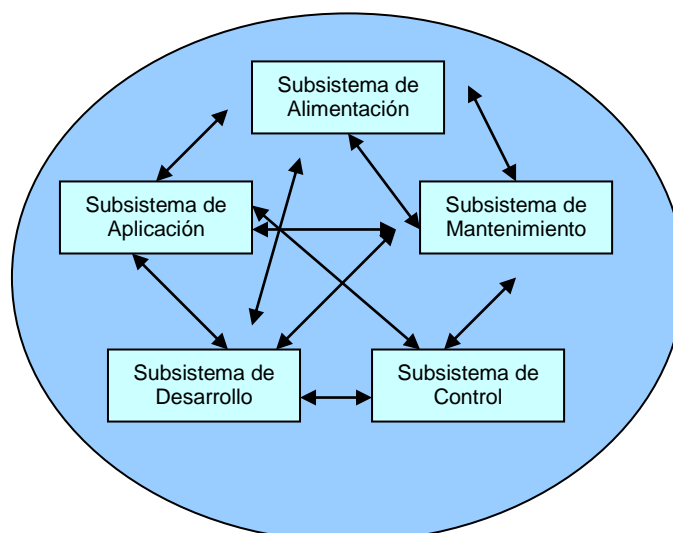 Subsistema de
Alimentación
Subsistema de
Aplicación
Subsistema de
Mantenimiento
Subsistema de
Desarrollo
Subsistema de
Control